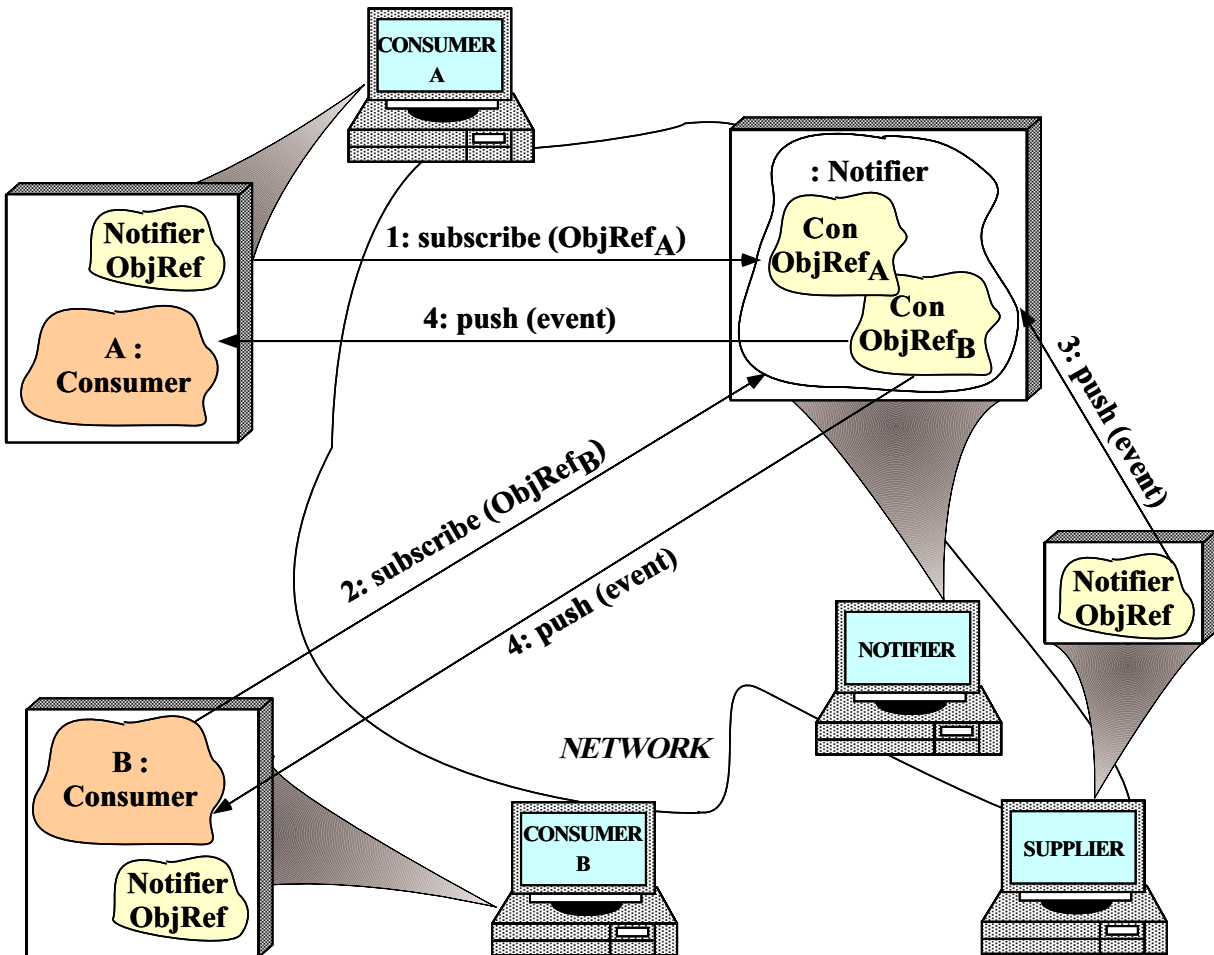 CONSUMER
A
: Notifier
Notifier
ObjRef
1: subscribe (ObjRefA)
Con
ObjRefA
Con
ObjRefB
4: push (event)
A :
Consumer
3: push (event)
2: subscribe (ObjRefB)
4: push (event)
Notifier
ObjRef
NOTIFIER
NETWORK
B :
Consumer
CONSUMER
B
SUPPLIER
Notifier
ObjRef